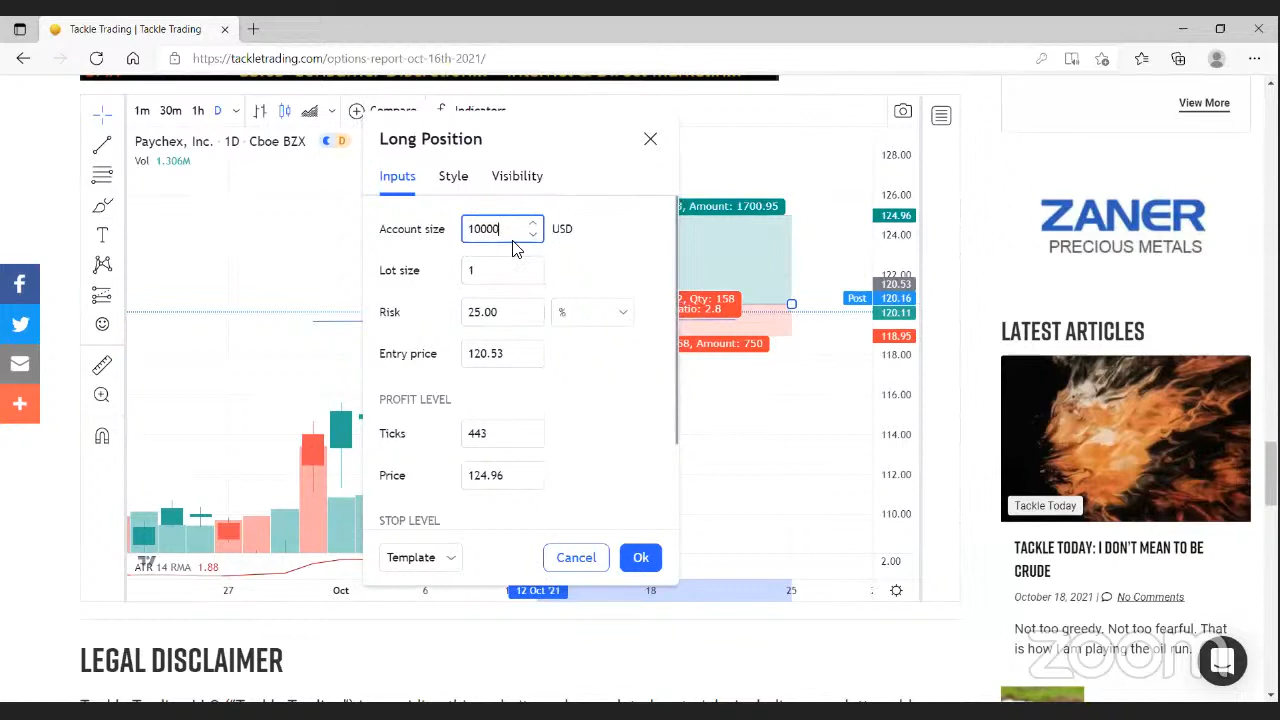 Tackle Trading | Tackle Trading
https://tackletrading.com/options-report-oct-16th-2021/
View More
1m 30m 1h D
Indicators
Paychex, Inc. · 1D · Cboe BZX D
Vol 1.306M
Long Position
Inputs Style Visibility
Account size 10000 USD
Lot size 1
Risk 25.00 %
Entry price 120.53
PROFIT LEVEL
Ticks 443
Price 124.96
STOP LEVEL
Template Cancel Ok
, Amount: 1700.95
, Qty: 158
atio: 2.8
, Amount: 750
128.00
126.00
124.96
124.00
122.00
120.53
Post 120.16
120.11
118.95
118.00
116.00
114.00
112.00
110.00
2.00
ATR 14 RMA 1.88
27 Oct 6 12 Oct '21 18 25
ZANER
PRECIOUS METALS
LATEST ARTICLES
Tackle Today
TACKLE TODAY: I DON'T MEAN TO BE
CRUDE
October 18, 2021 | No Comments
Not too greedy. Not too fearful. That
is how I am playing the oil run.
zoom
LEGAL DISCLAIMER